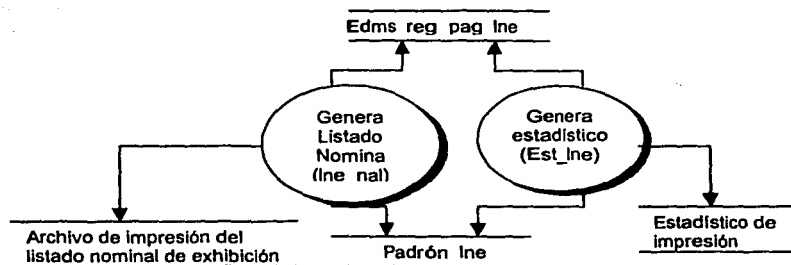 Edms reg pag lne
Genera
Listado
Nomina
(lne nal)
Genera
estadístico
(Est_lne)
Archivo de impresión del
listado nominal de exhibición
Padrón lne
Estadístico de
impresión